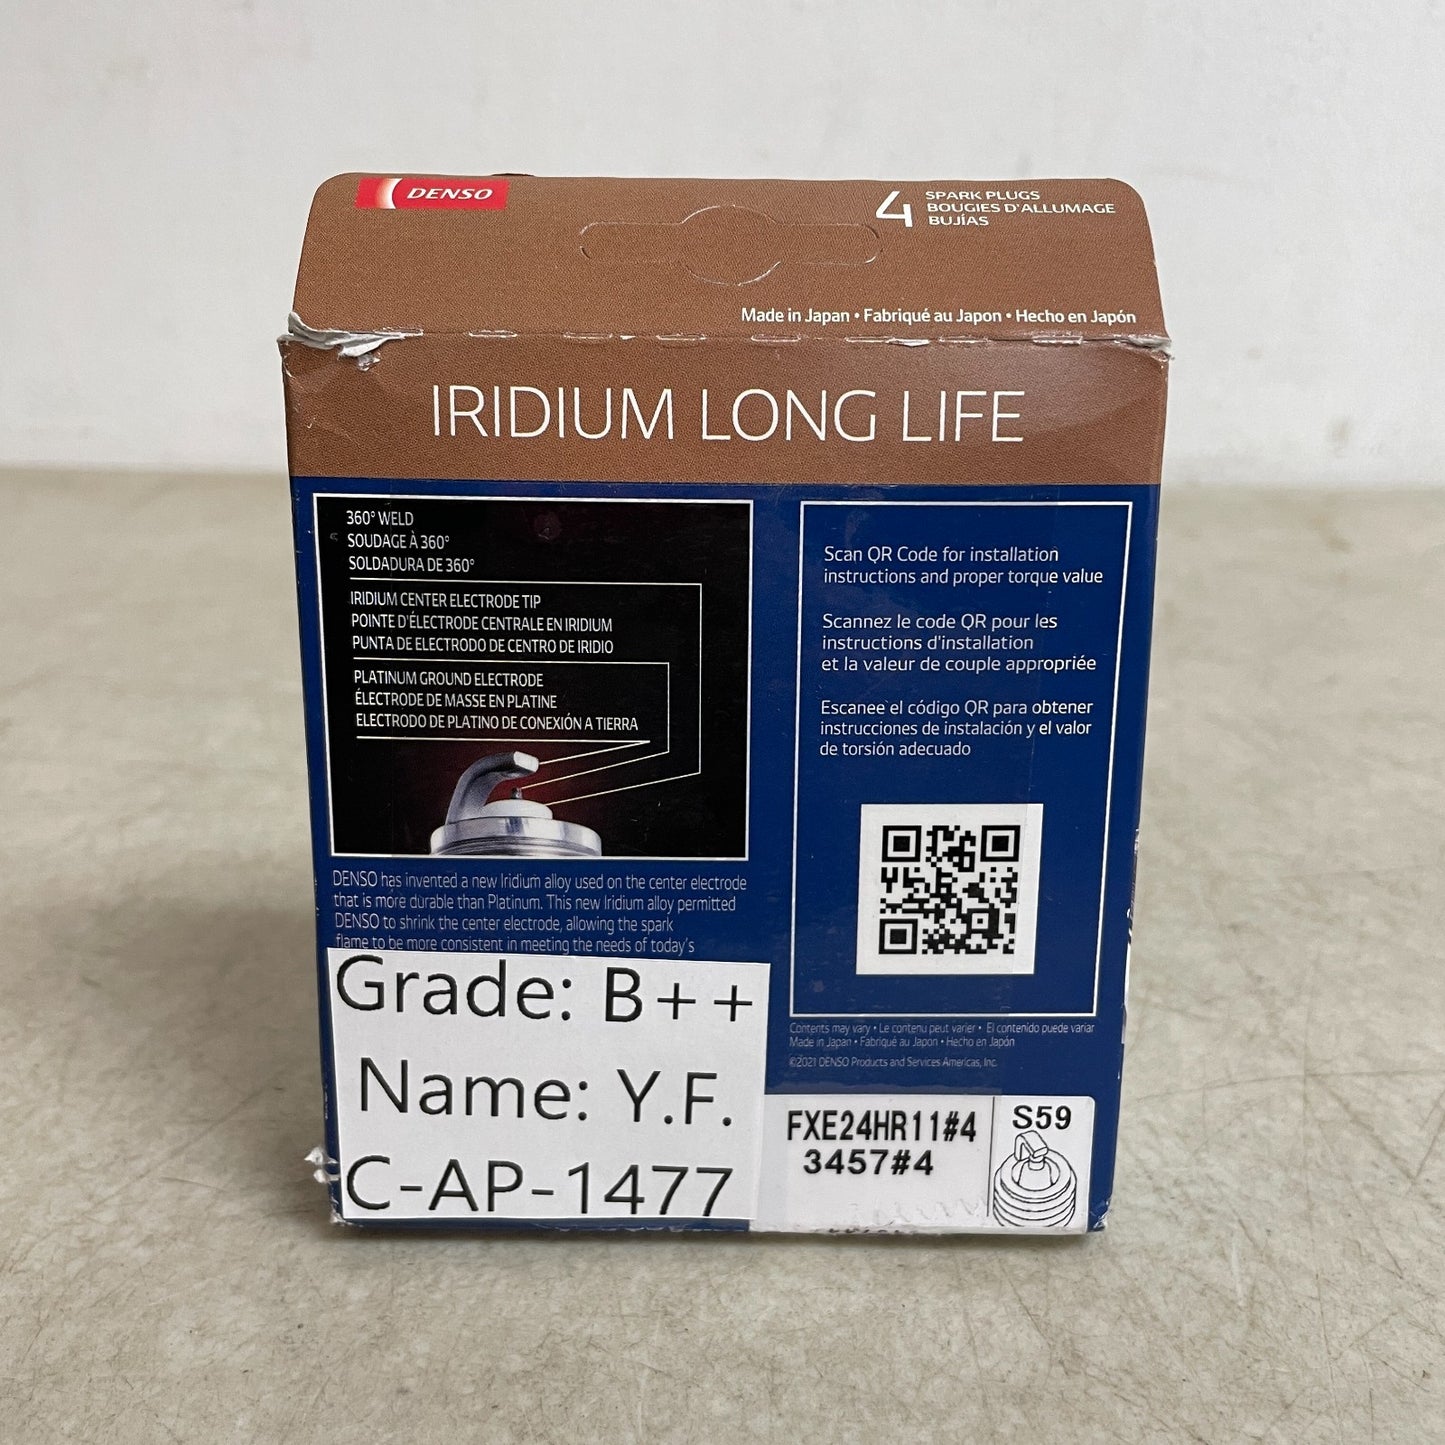 DENSO
4 SPARK PLUGS
BOUGIES D'ALLUMAGE
BUJÍAS
Made in Japan • Fabriqué au Japon • Hecho en Japón
IRIDIUM LONG LIFE
360° WELD
SOUDAGE À 360°
SOLDADURA DE 360°
IRIDIUM CENTER ELECTRODE TIP
POINTE D'ÉLECTRODE CENTRALE EN IRIDIUM
PUNTA DE ELECTRODO DE CENTRO DE IRIDIO
PLATINUM GROUND ELECTRODE
ÉLECTRODE DE MASSE EN PLATINE
ELECTRODO DE PLATINO DE CONEXIÓN A TIERRA
DENSO has invented a new Iridium alloy used on the center electrode
that is more durable than Platinum. This new Iridium alloy permitted
DENSO to shrink the center electrode, allowing the spark
flame to be more consistent in meeting the needs of today's
Scan QR Code for installation
instructions and proper torque value
Scannez le code QR pour les
instructions d'installation
et la valeur de couple appropriée
Escanee el código QR para obtener
instrucciones de instalación y el valor
de torsión adecuado
Contents may vary • Le contenu peut varier • El contenido puede variar
Made in Japan • Fabriqué au Japon • Hecho en Japón
©2021 DENSO Products and Services Americas, Inc.
Grade: B++
Name: Y.F.
C-AP-1477
FXE24HR11#4
3457#4
S59